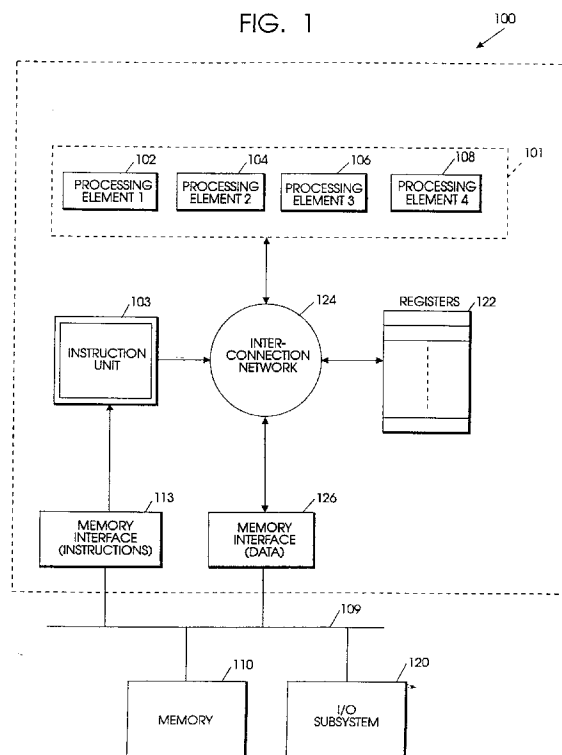 FIG. 1
100
102
104
106
108
101
PROCESSING
ELEMENT 1
PROCESSING
ELEMENT 2
PROCESSING
ELEMENT 3
PROCESSING
ELEMENT 4
103
124
REGISTERS
122
INSTRUCTION
UNIT
INTER-
CONNECTION
NETWORK
113
126
MEMORY
INTERFACE
(INSTRUCTIONS)
MEMORY
INTERFACE
(DATA)
109
110
120
MEMORY
I/O
SUBSYSTEM